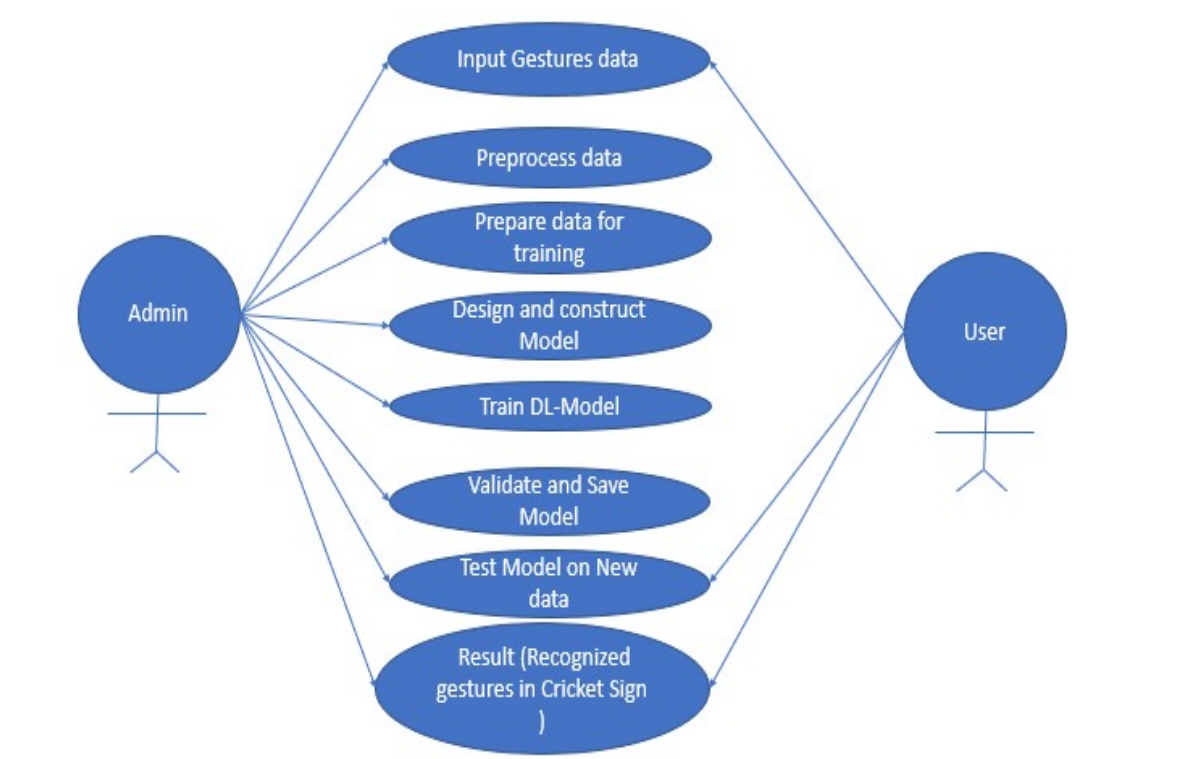 Input Gestures data
Preprocess data
Prepare data for
training
Admin
Design and construct
Model
User
Train DL-Model
Validate and Save
Model
Test Model on New
data
Result (Recognized
gestures in Cricket Sign
)